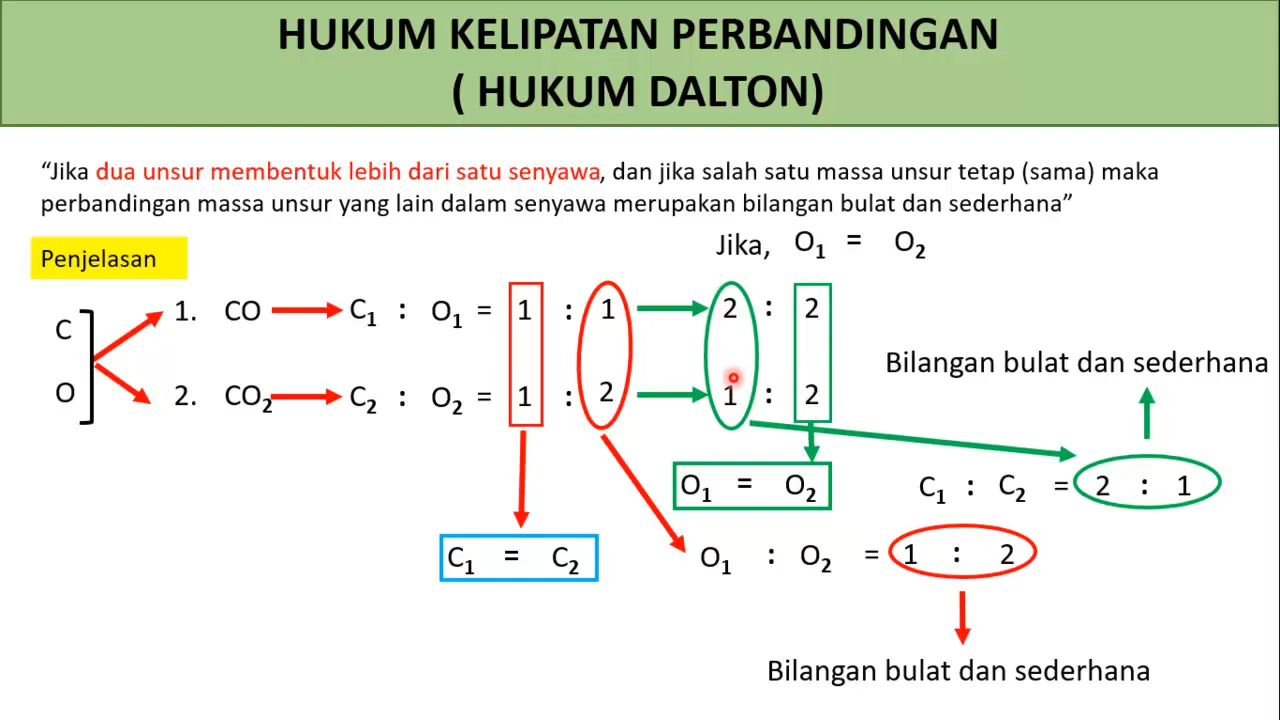 HUKUM KELIPATAN PERBANDINGAN
( HUKUM DALTON)
“Jika dua unsur membentuk lebih dari satu senyawa, dan jika salah satu massa unsur tetap (sama) maka
perbandingan massa unsur yang lain dalam senyawa merupakan bilangan bulat dan sederhana”
Jika, O₁ = O₂
Penjelasan
C
O
1. CO C₁ : O₁ = 1 : 1 2 : 2
2. CO₂ C₂ : O₂ = 1 : 2 1 : 2
Bilangan bulat dan sederhana
O₁ = O₂
C₁ : C₂ = 2 : 1
C₁ = C₂
O₁ : O₂ = 1 : 2
Bilangan bulat dan sederhana